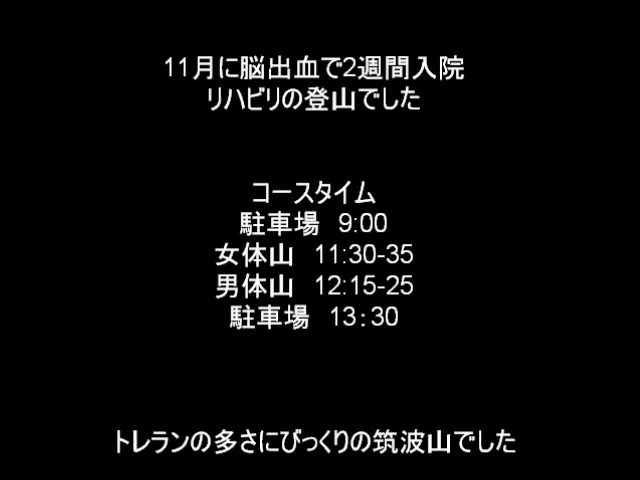 11月に脳出血で2週間入院
リハビリの登山でした
コースタイム
駐車場 9:00
女体山 11:30-35
男体山 12:15-25
駐車場 13:30
トレランの多さにびっくりの筑波山でした